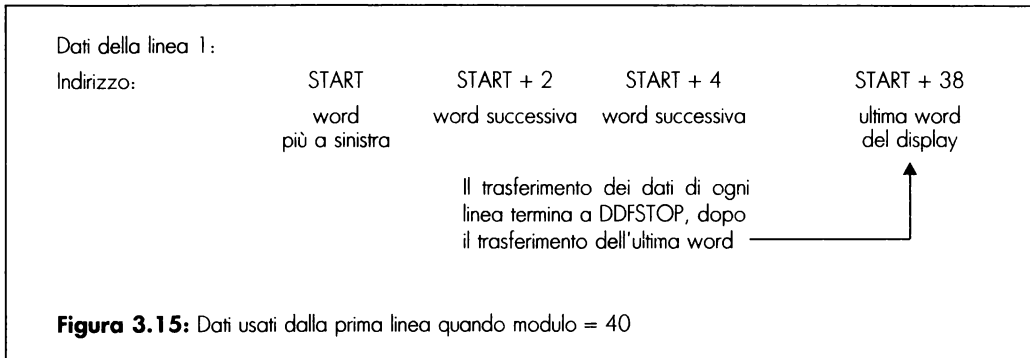 Dati della linea 1:
Indirizzo: START START + 2 START + 4 START + 38
word word successiva word successiva ultima word
più a sinistra del display
Il trasferimento dei dati di ogni
linea termina a DDFSTOP, dopo
il trasferimento dell'ultima word
Figura 3.15: Dati usati dalla prima linea quando modulo = 40